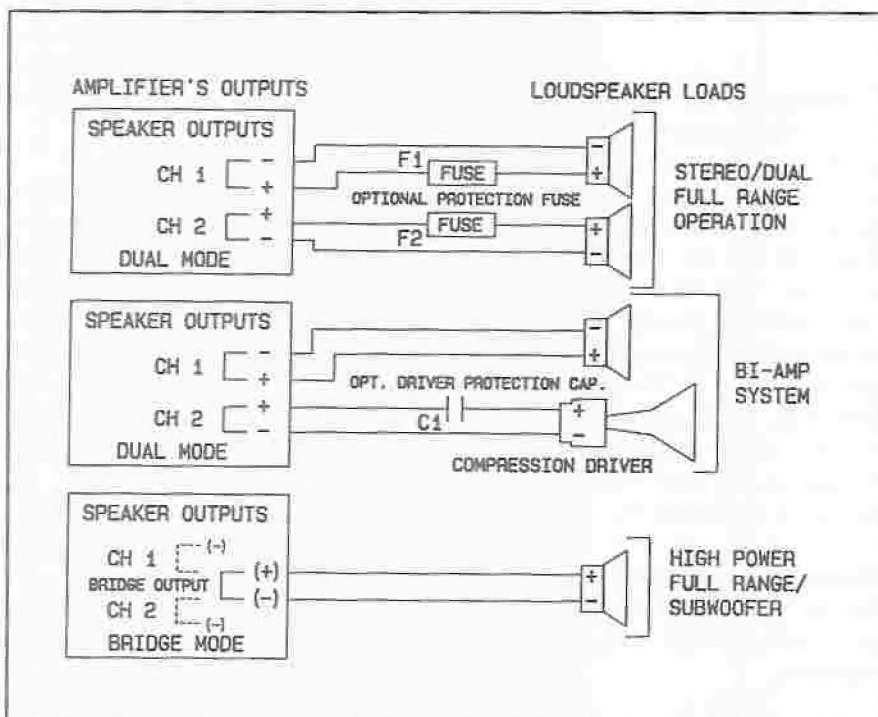 AMPLIFIER'S OUTPUTS
LOUDSPEAKER LOADS
SPEAKER OUTPUTS
CH 1
-
+
CH 2
+
-
DUAL MODE
F1
FUSE
OPTIONAL PROTECTION FUSE
FUSE
F2
-
+
+
-
STEREO/DUAL
FULL RANGE
OPERATION
SPEAKER OUTPUTS
CH 1
-
+
CH 2
+
-
DUAL MODE
-
+
OPT. DRIVER PROTECTION CAP.
C1
+
-
COMPRESSION DRIVER
BI-AMP
SYSTEM
SPEAKER OUTPUTS
CH 1
(-)
BRIDGE OUTPUT
(+)
(-)
CH 2
(-)
BRIDGE MODE
+
-
HIGH POWER
FULL RANGE/
SUBWOOFER